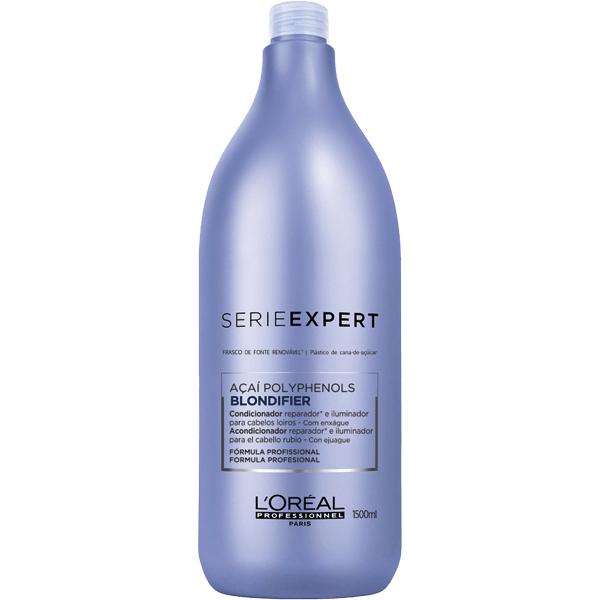 SERIEEXPERT
FRASCO DE FONTE RENOVÁVEL* | Plástico de cana-de-açúcar
AÇAÍ POLYPHENOLS
BLONDIFIER
Condicionador reparador* e iluminador
para cabelos loiros - Com enxágue
Acondicionador reparador* e iluminador
para el cabello rubio - Con ejuague
FÓRMULA PROFISSIONAL
FORMULA PROFESIONAL
L'ORÉAL
PROFESSIONNEL
PARIS
1500ml